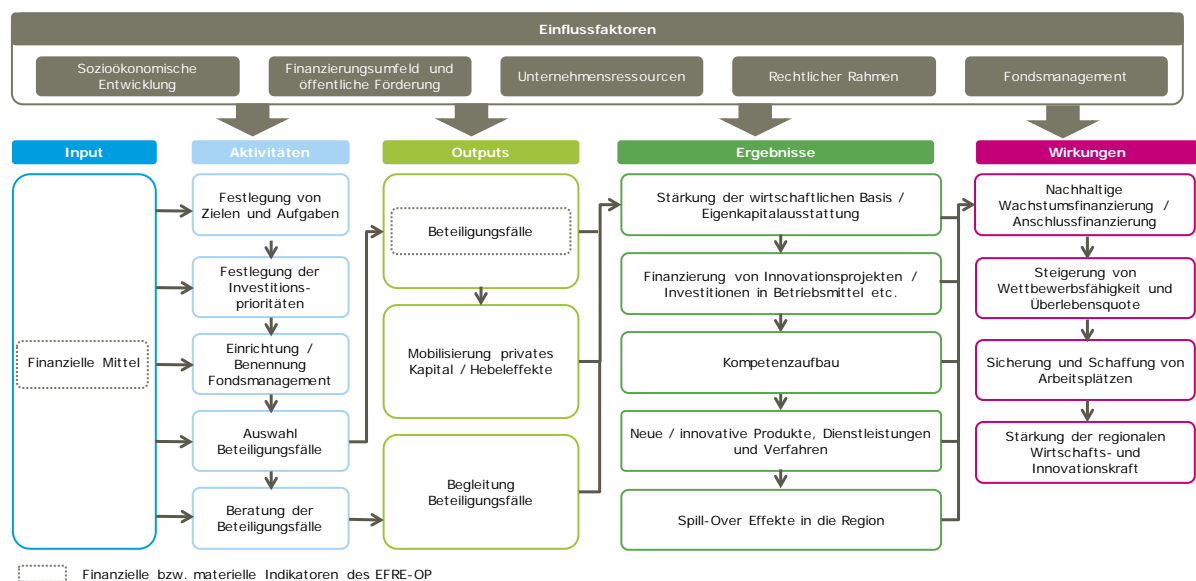 Einflussfaktoren
Sozioökonomische
Entwicklung
Finanzierungsumfeld und
öffentliche Förderung
Unternehmensressourcen
Rechtlicher Rahmen
Fondsmanagement
Input
Finanzielle Mittel
Aktivitäten
Festlegung von
Zielen und Aufgaben
Festlegung der
Investitions-
prioritäten
Einrichtung /
Benennung
Fondsmanagement
Auswahl
Beteiligungsfälle
Beratung der
Beteiligungsfälle
Outputs
Beteiligungsfälle
Mobilisierung privates
Kapital / Hebeleffekte
Begleitung
Beteiligungsfälle
Ergebnisse
Stärkung der wirtschaftlichen Basis /
Eigenkapitalausstattung
Finanzierung von Innovationsprojekten /
Investitionen in Betriebsmittel etc.
Kompetenzaufbau
Neue / innovative Produkte, Dienstleistungen
und Verfahren
Spill-Over Effekte in die Region
Wirkungen
Nachhaltige
Wachstumsfinanzierung /
Anschlussfinanzierung
Steigerung von
Wettbewerbsfähigkeit und
Überlebensquote
Sicherung und Schaffung von
Arbeitsplätzen
Stärkung der regionalen
Wirtschafts- und
Innovationskraft
Finanzielle bzw. materielle Indikatoren des EFRE-OP